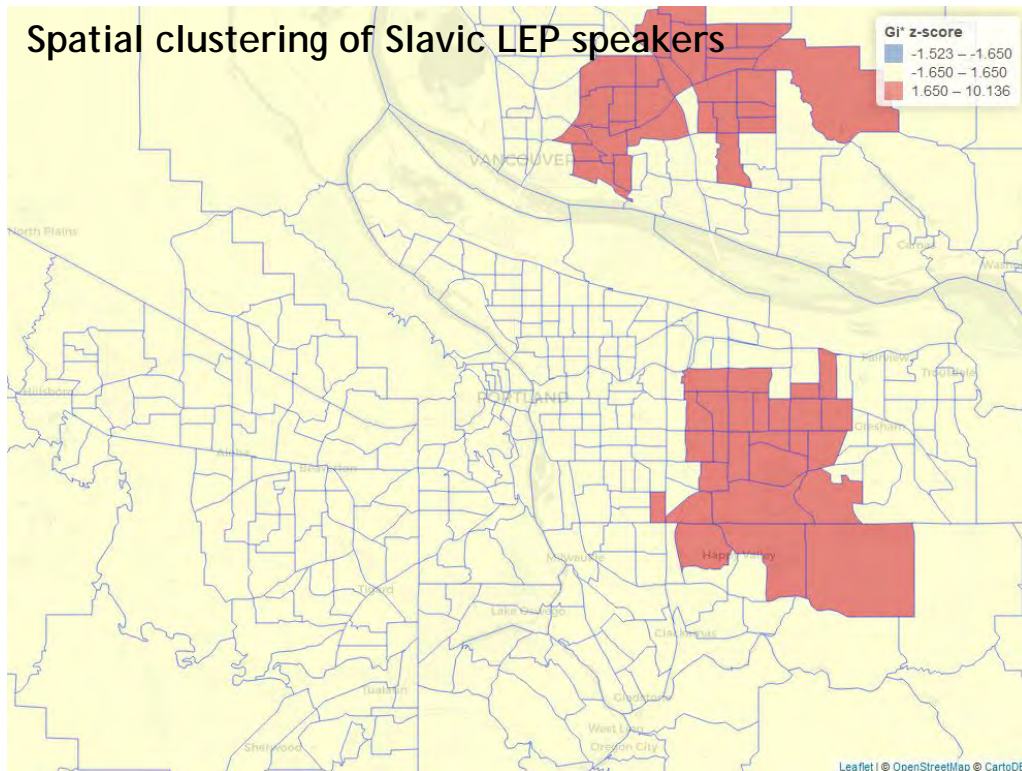 Spatial clustering of Slavic LEP speakers
Gi* z-score
-1.523 – -1.650
-1.650 – 1.650
1.650 – 10.136
VANCOUVER
North Plains
Camas
Fairview
Troutdale
Hillsboro
PORTLAND
Gresham
Aloha
Beaverton
Milwaukie
Happy Valley
Tigard
Lake Oswego
Clackamas
Tualatin
Gladstone
West Linn
Sherwood
Oregon City
Leaflet | © OpenStreetMap © CartoDB